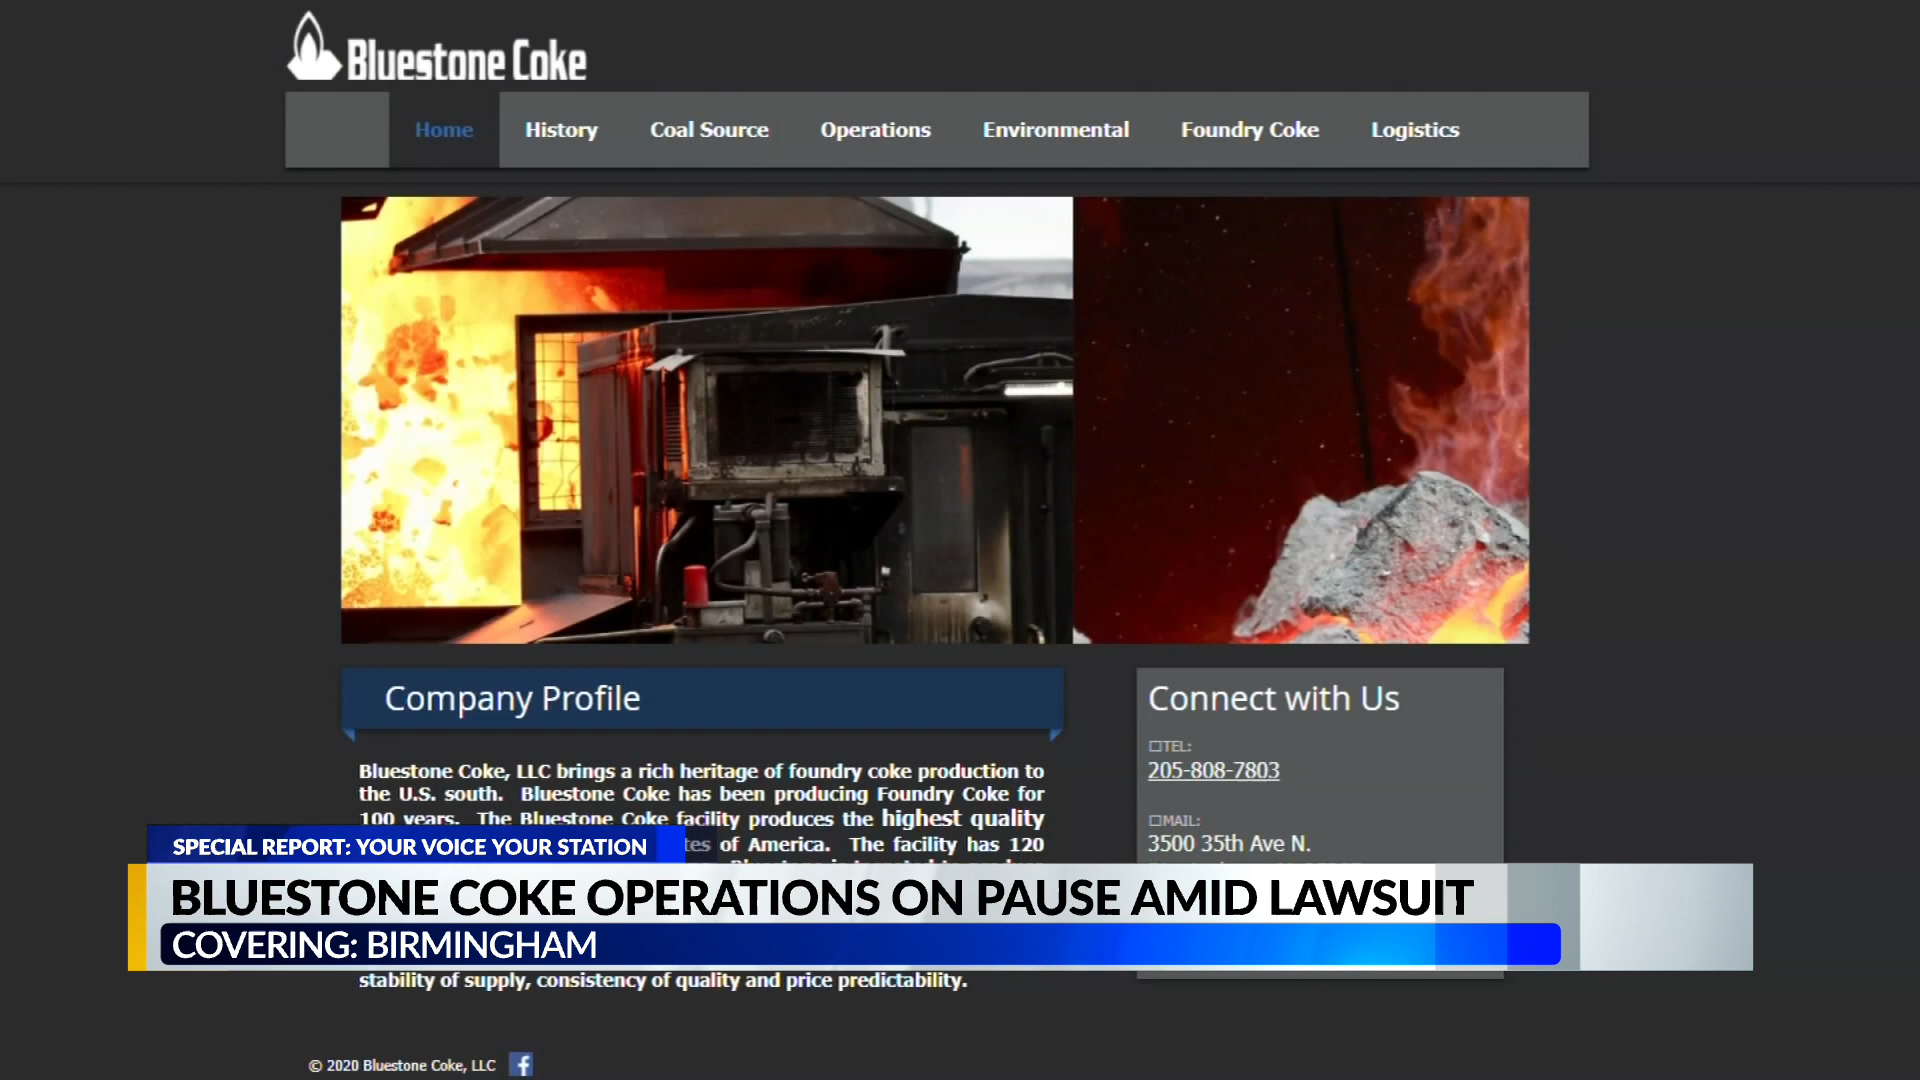 Bluestone Coke
Home History Coal Source Operations Environmental Foundry Coke Logistics
Company Profile
Bluestone Coke, LLC brings a rich heritage of foundry coke production to
the U.S. south. Bluestone Coke has been producing Foundry Coke for
100 years. The Bluestone Coke facility produces the highest quality
of America. The facility has 120
stability of supply, consistency of quality and price predictability.
Connect with Us
TEL:
205-808-7803
MAIL:
3500 35th Ave N.
SPECIAL REPORT: YOUR VOICE YOUR STATION
BLUESTONE COKE OPERATIONS ON PAUSE AMID LAWSUIT
COVERING: BIRMINGHAM
© 2020 Bluestone Coke, LLC
f